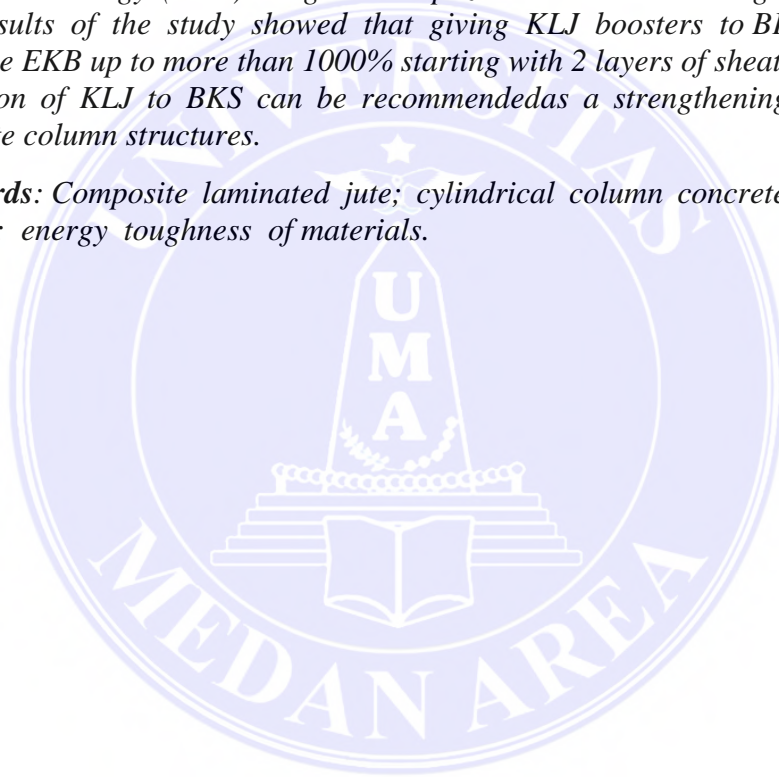 sults of the study showed that giving KLJ boosters to
e EKB up to more than 1000% starting with 2 layers of
on of KLJ to BKS can be recommendedas a strengthening
e column structures.
rds: Composite laminated jute; cylindrical column concrete
: energy toughness of materials.
UNIVERSITAS
UMA
MEDAN AREA